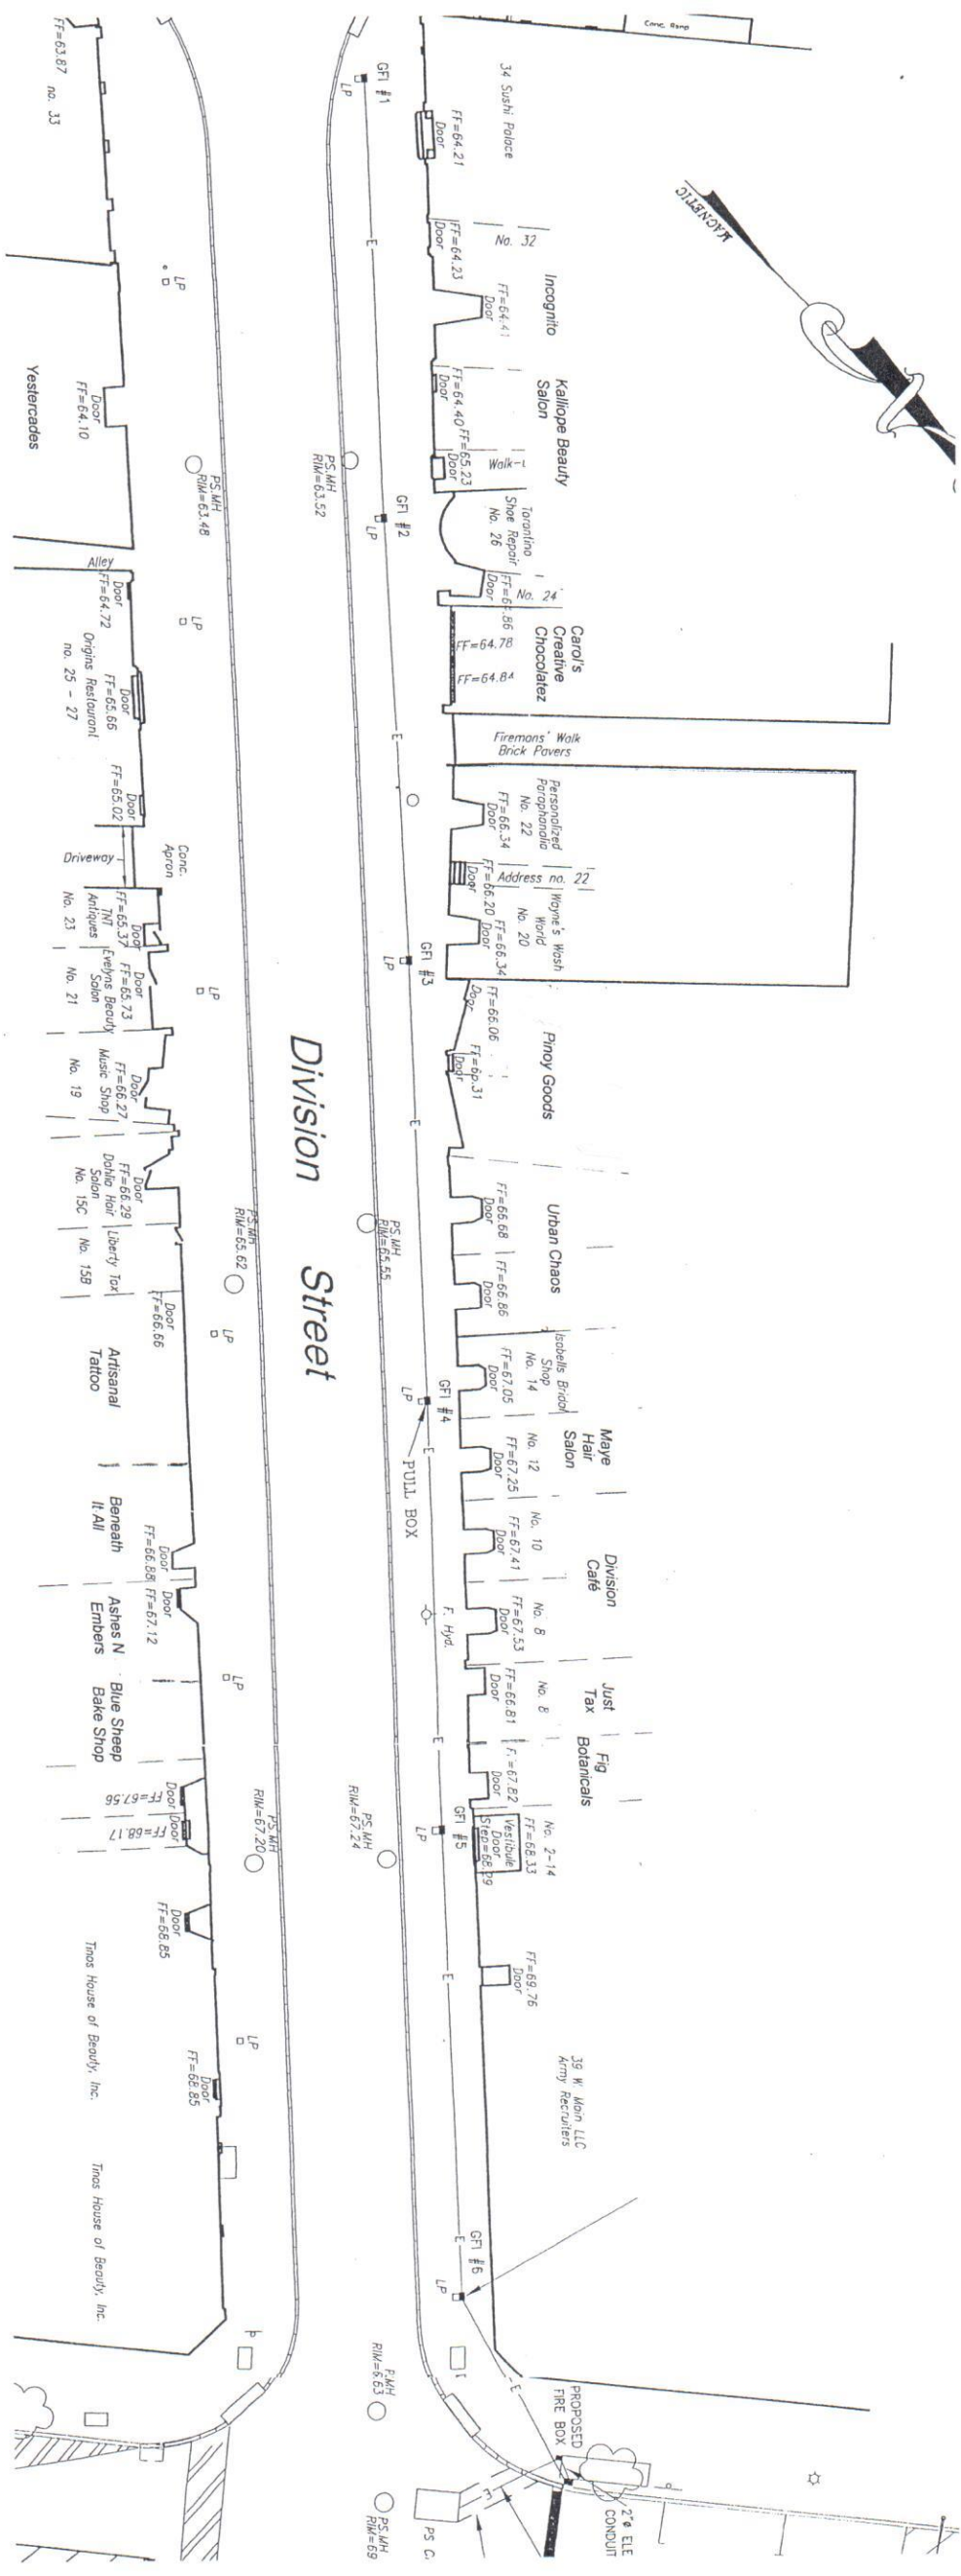 Conc. Ramp
34 Sushi Palace
FF=64.21
Door
GFI #1
LP
FF=63.87
no. 33
MAGNETIC
No. 32
FF=64.23
Door
Incognito
FF=64.41
Door
Kalliope Beauty
Salon
FF=64.40
Door
FF=65.23
Door
Tarantino
Shoe Repair
No. 26
No. 24
Door
Carol's
Creative
Chocolatez
FF=64.78
FF=64.84
Firemans' Walk
Brick Pavers
Personalized
Paraphanalia
No. 22
FF=66.34
Door
Address no. 22
FF=66.20
Door
Wayne's Wash
World
No. 20
FF=66.34
Door
FF=66.06
Door
Pinoy Goods
Door
Urban Chaos
FF=66.68
Door
FF=66.86
Door
Isabells Bridal
Shop
No. 14
FF=67.05
Door
Maye
Hair
Salon
No. 12
FF=67.25
Door
Division
Café
No. 10
FF=67.41
Door
No. 8
FF=67.53
Door
Just
Tax
No. 8
FF=66.81
Door
Fig
Botanicals
Door
No. 2-14
FF=68.33
Vestibule
Door
FF=69.76
Door
39 W. Main LLC
Army Recruiters
E
GFI #2
LP
E
GFI #3
LP
E
GFI #4
LP
PULL BOX
E
F. Hyd.
E
GFI #5
LP
E
E
GFI #6
LP
E
PROPOSED
FIRE BOX
2"ø ELE
CONDUIT
E
PS.MH
RIM=63.52
PS.MH
RIM=65.55
PS.MH
RIM=67.24
P.MH
RIM=6.63
PS.MH
RIM=69
PS C.
Division Street
PS.MH
RIM=63.48
PS.MH
RIM=65.62
PS.MH
RIM=67.20
LP
LP
LP
LP
LP
LP
Door
FF=64.10
Yestercades
Alley
Door
FF=64.72
Door
FF=65.66
Origins Restaurant
no. 25 - 27
Door
FF=65.02
Driveway
Conc.
Apron
Door
FF=65.37
TNT
Antiques
No. 23
Door
FF=65.73
Evelyns Beauty
Salon
No. 21
Door
FF=66.27
Music Shop
No. 19
Door
FF=66.29
Dahlia Hair
Salon
No. 15C
Liberty Tax
No. 15B
Door
FF=66.66
Artisanal
Tattoo
Beneath
It All
Door
FF=66.88
Door
FF=67.12
Ashes N
Embers
Blue Sheep
Bake Shop
Door
FF=67.56
Door
FF=68.17
Door
FF=68.85
Tinos House of Beauty, Inc.
Door
FF=68.85
Tinos House of Beauty, Inc.